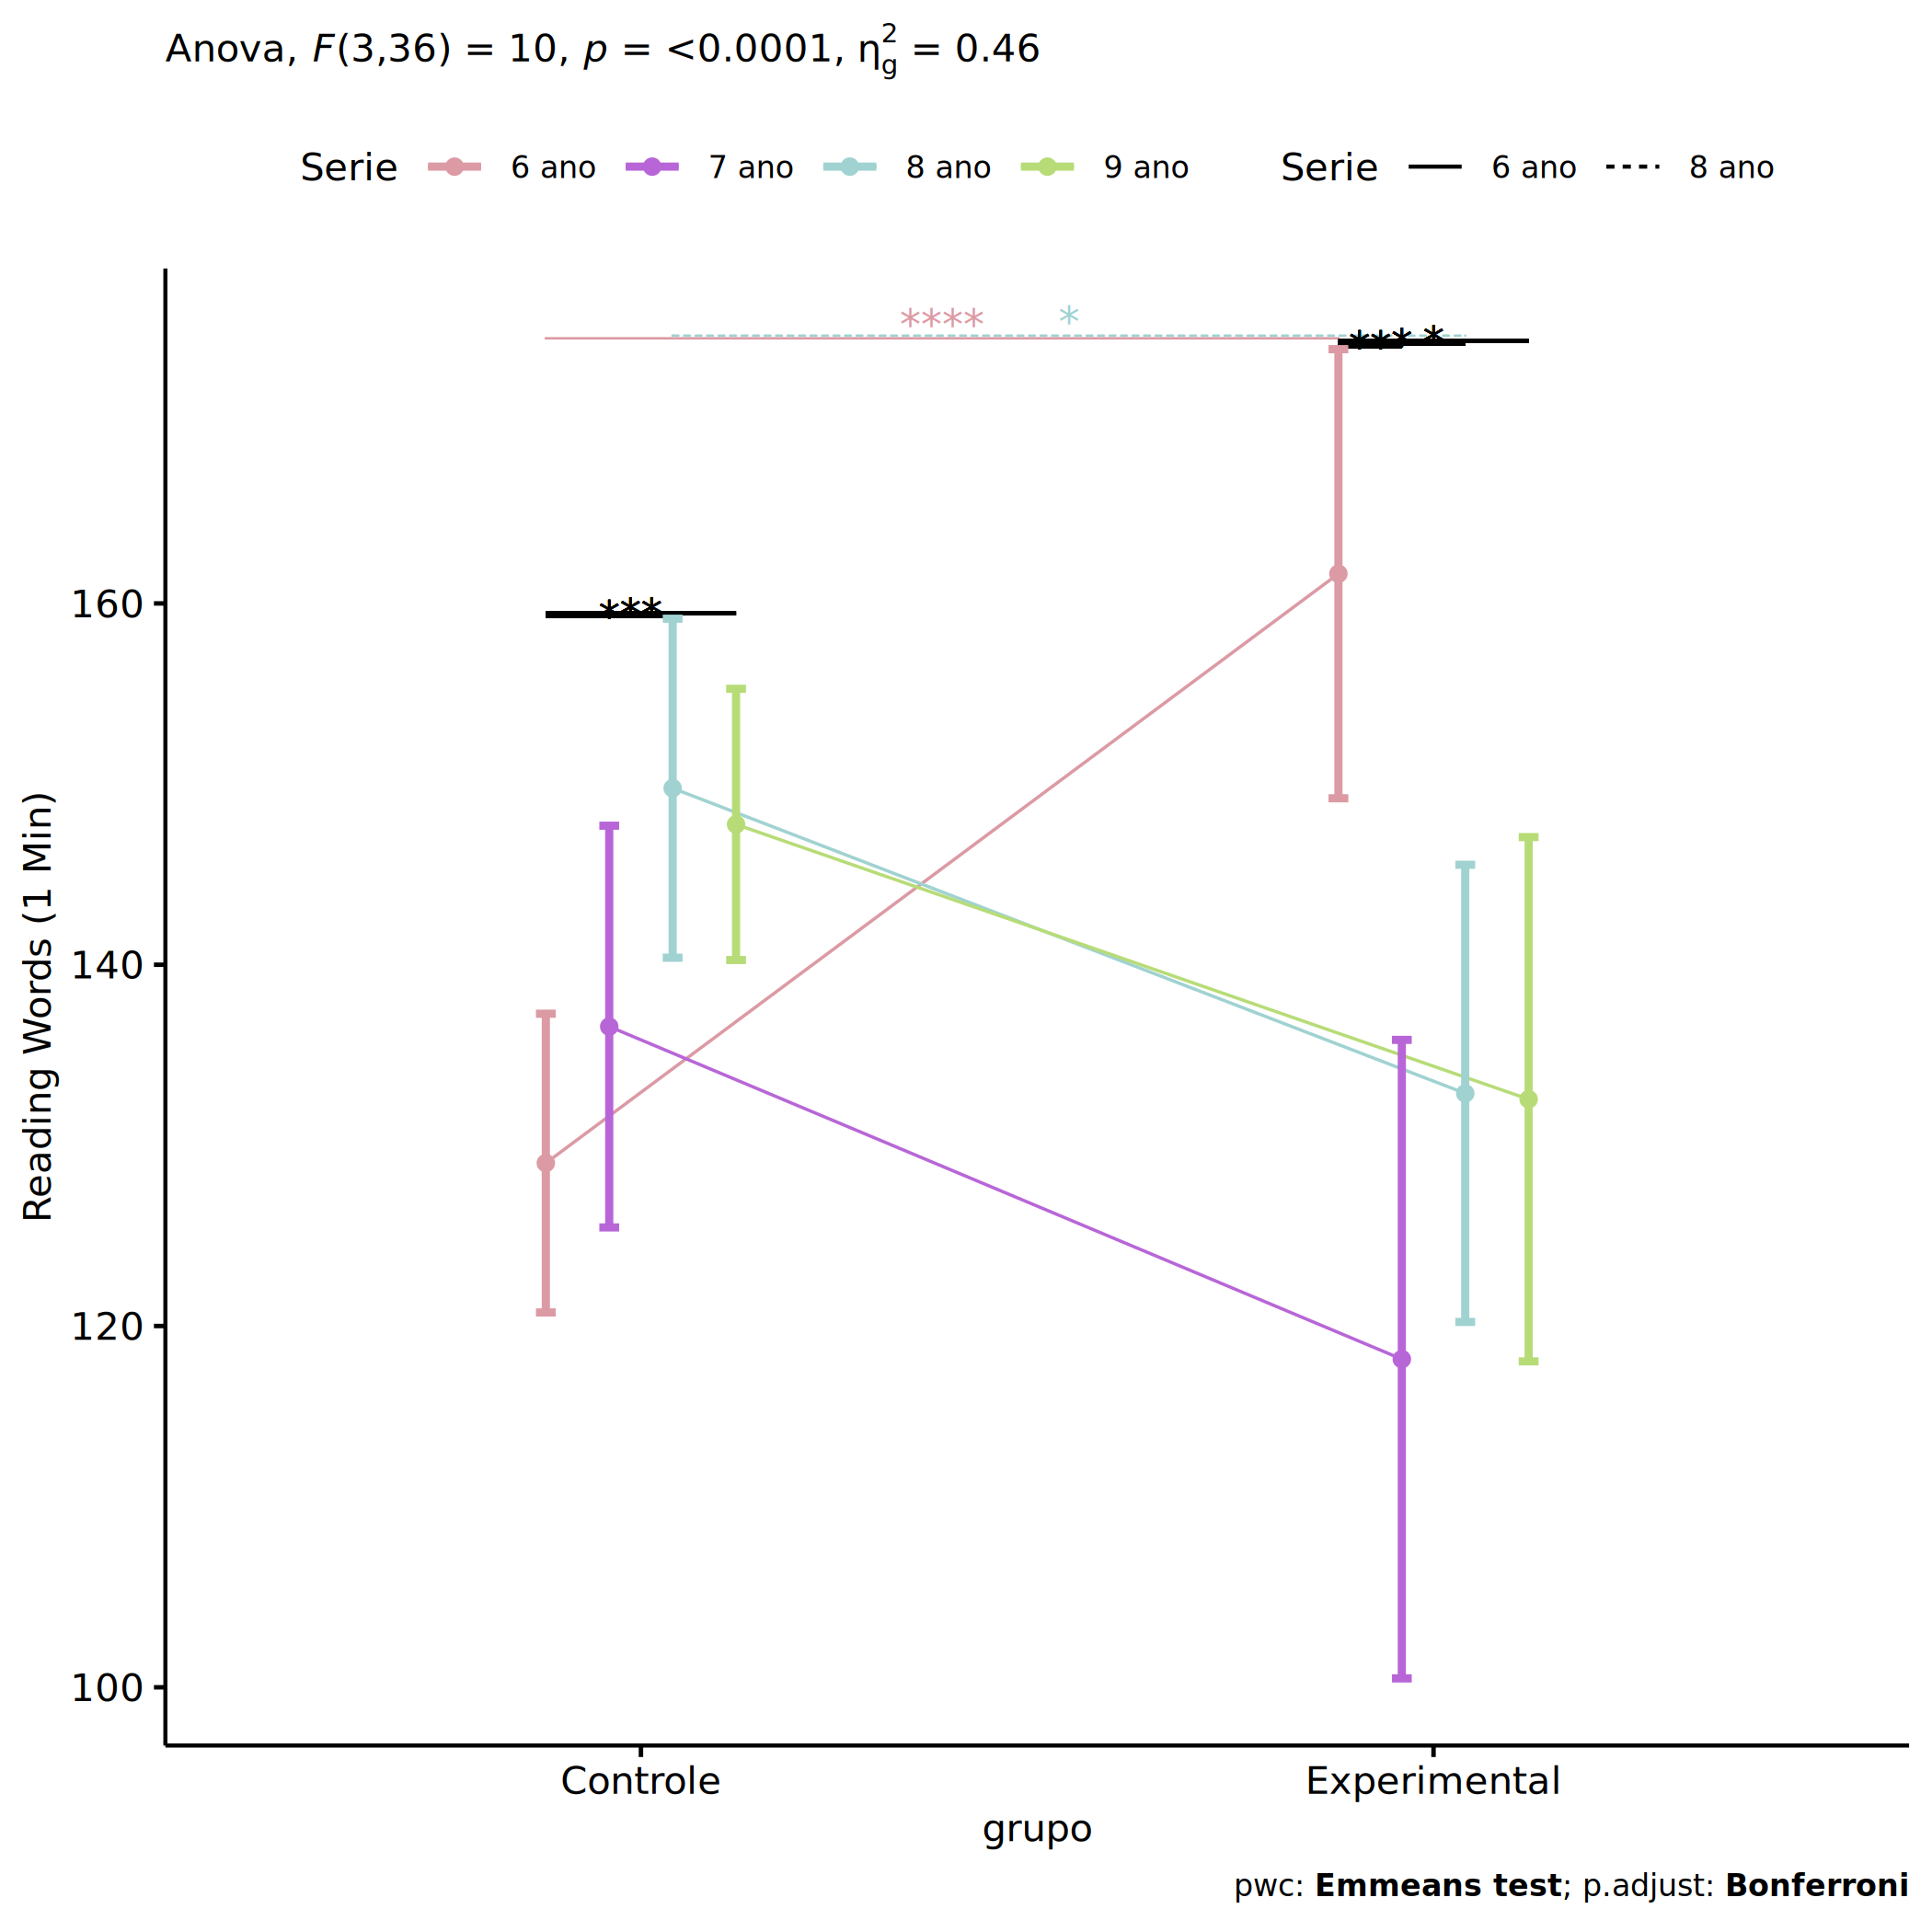 Anova, F(3,36) = 10, p = <0.0001, η²g = 0.46
Serie 6 ano 7 ano 8 ano 9 ano Serie 6 ano 8 ano
**** *
160
140
120
100
Reading Words (1 Min)
Controle Experimental
grupo
pwc: Emmeans test; p.adjust: Bonferroni